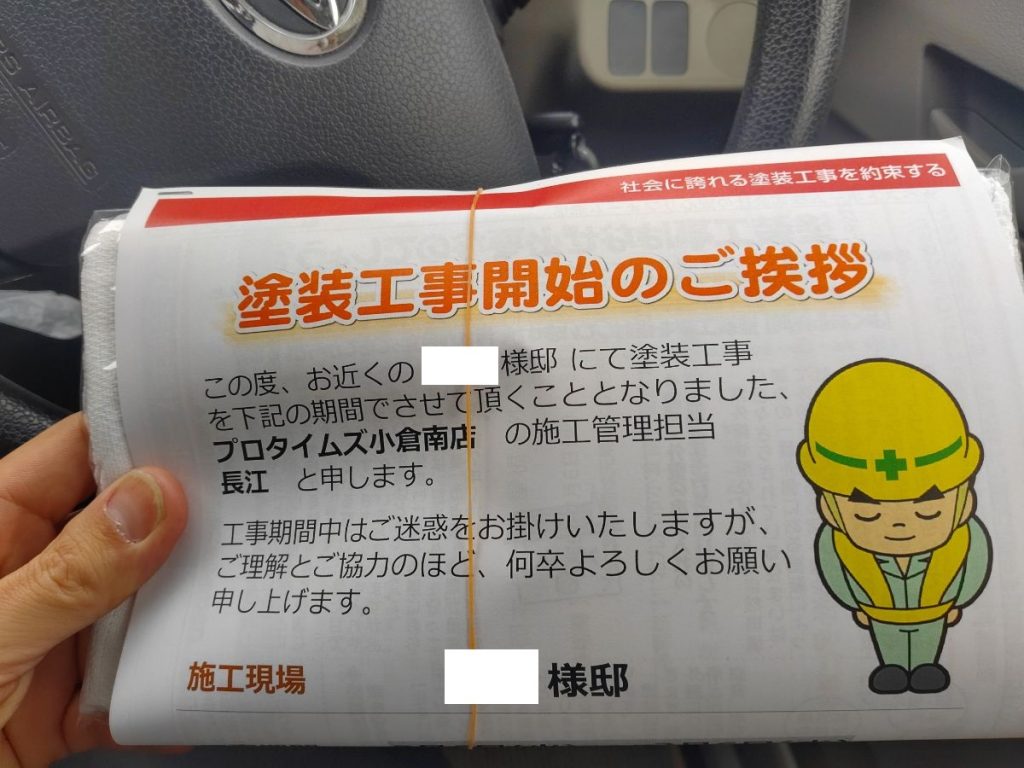 SRS AIRBAG
社会に誇れる塗装工事を約束する
塗装工事開始のご挨拶
この度、お近くの 様邸 にて塗装工事
を下記の期間でさせて頂くこととなりました、
プロタイムズ小倉南店 の施工管理担当
長江 と申します。
工事期間中はご迷惑をお掛けいたしますが、
ご理解とご協力のほど、何卒よろしくお願い
申し上げます。
施工現場 様邸